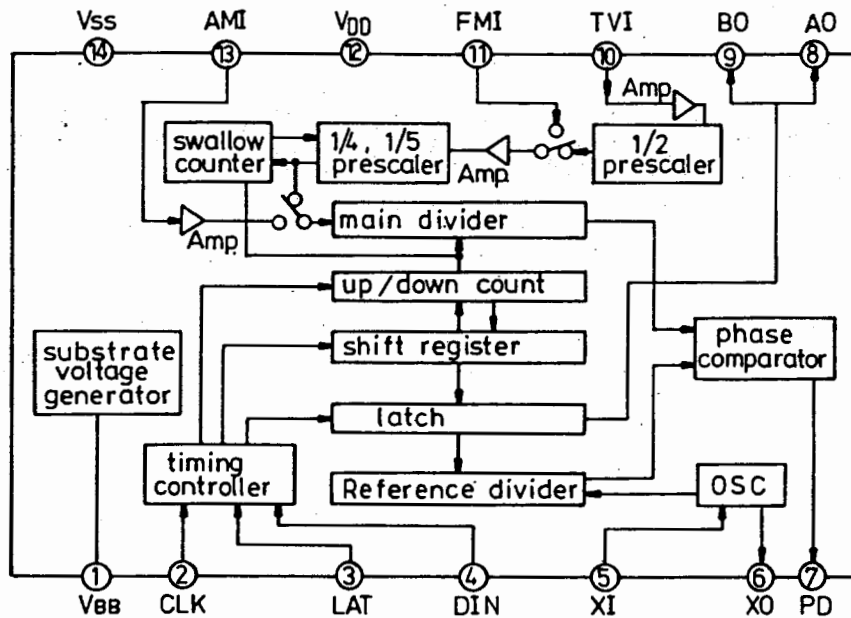 Vss AMI VDD FMI TVI BO AO
14 13 12 11 10 9 8
Amp.
swallow
counter
1/4, 1/5
prescaler
Amp.
1/2
prescaler
Amp.
main divider
up/down count
substrate
voltage
generator
shift register
phase
comparator
latch
timing
controller
Reference divider
OSC
1 2 3 4 5 6 7
VBB CLK LAT DIN XI XO PD